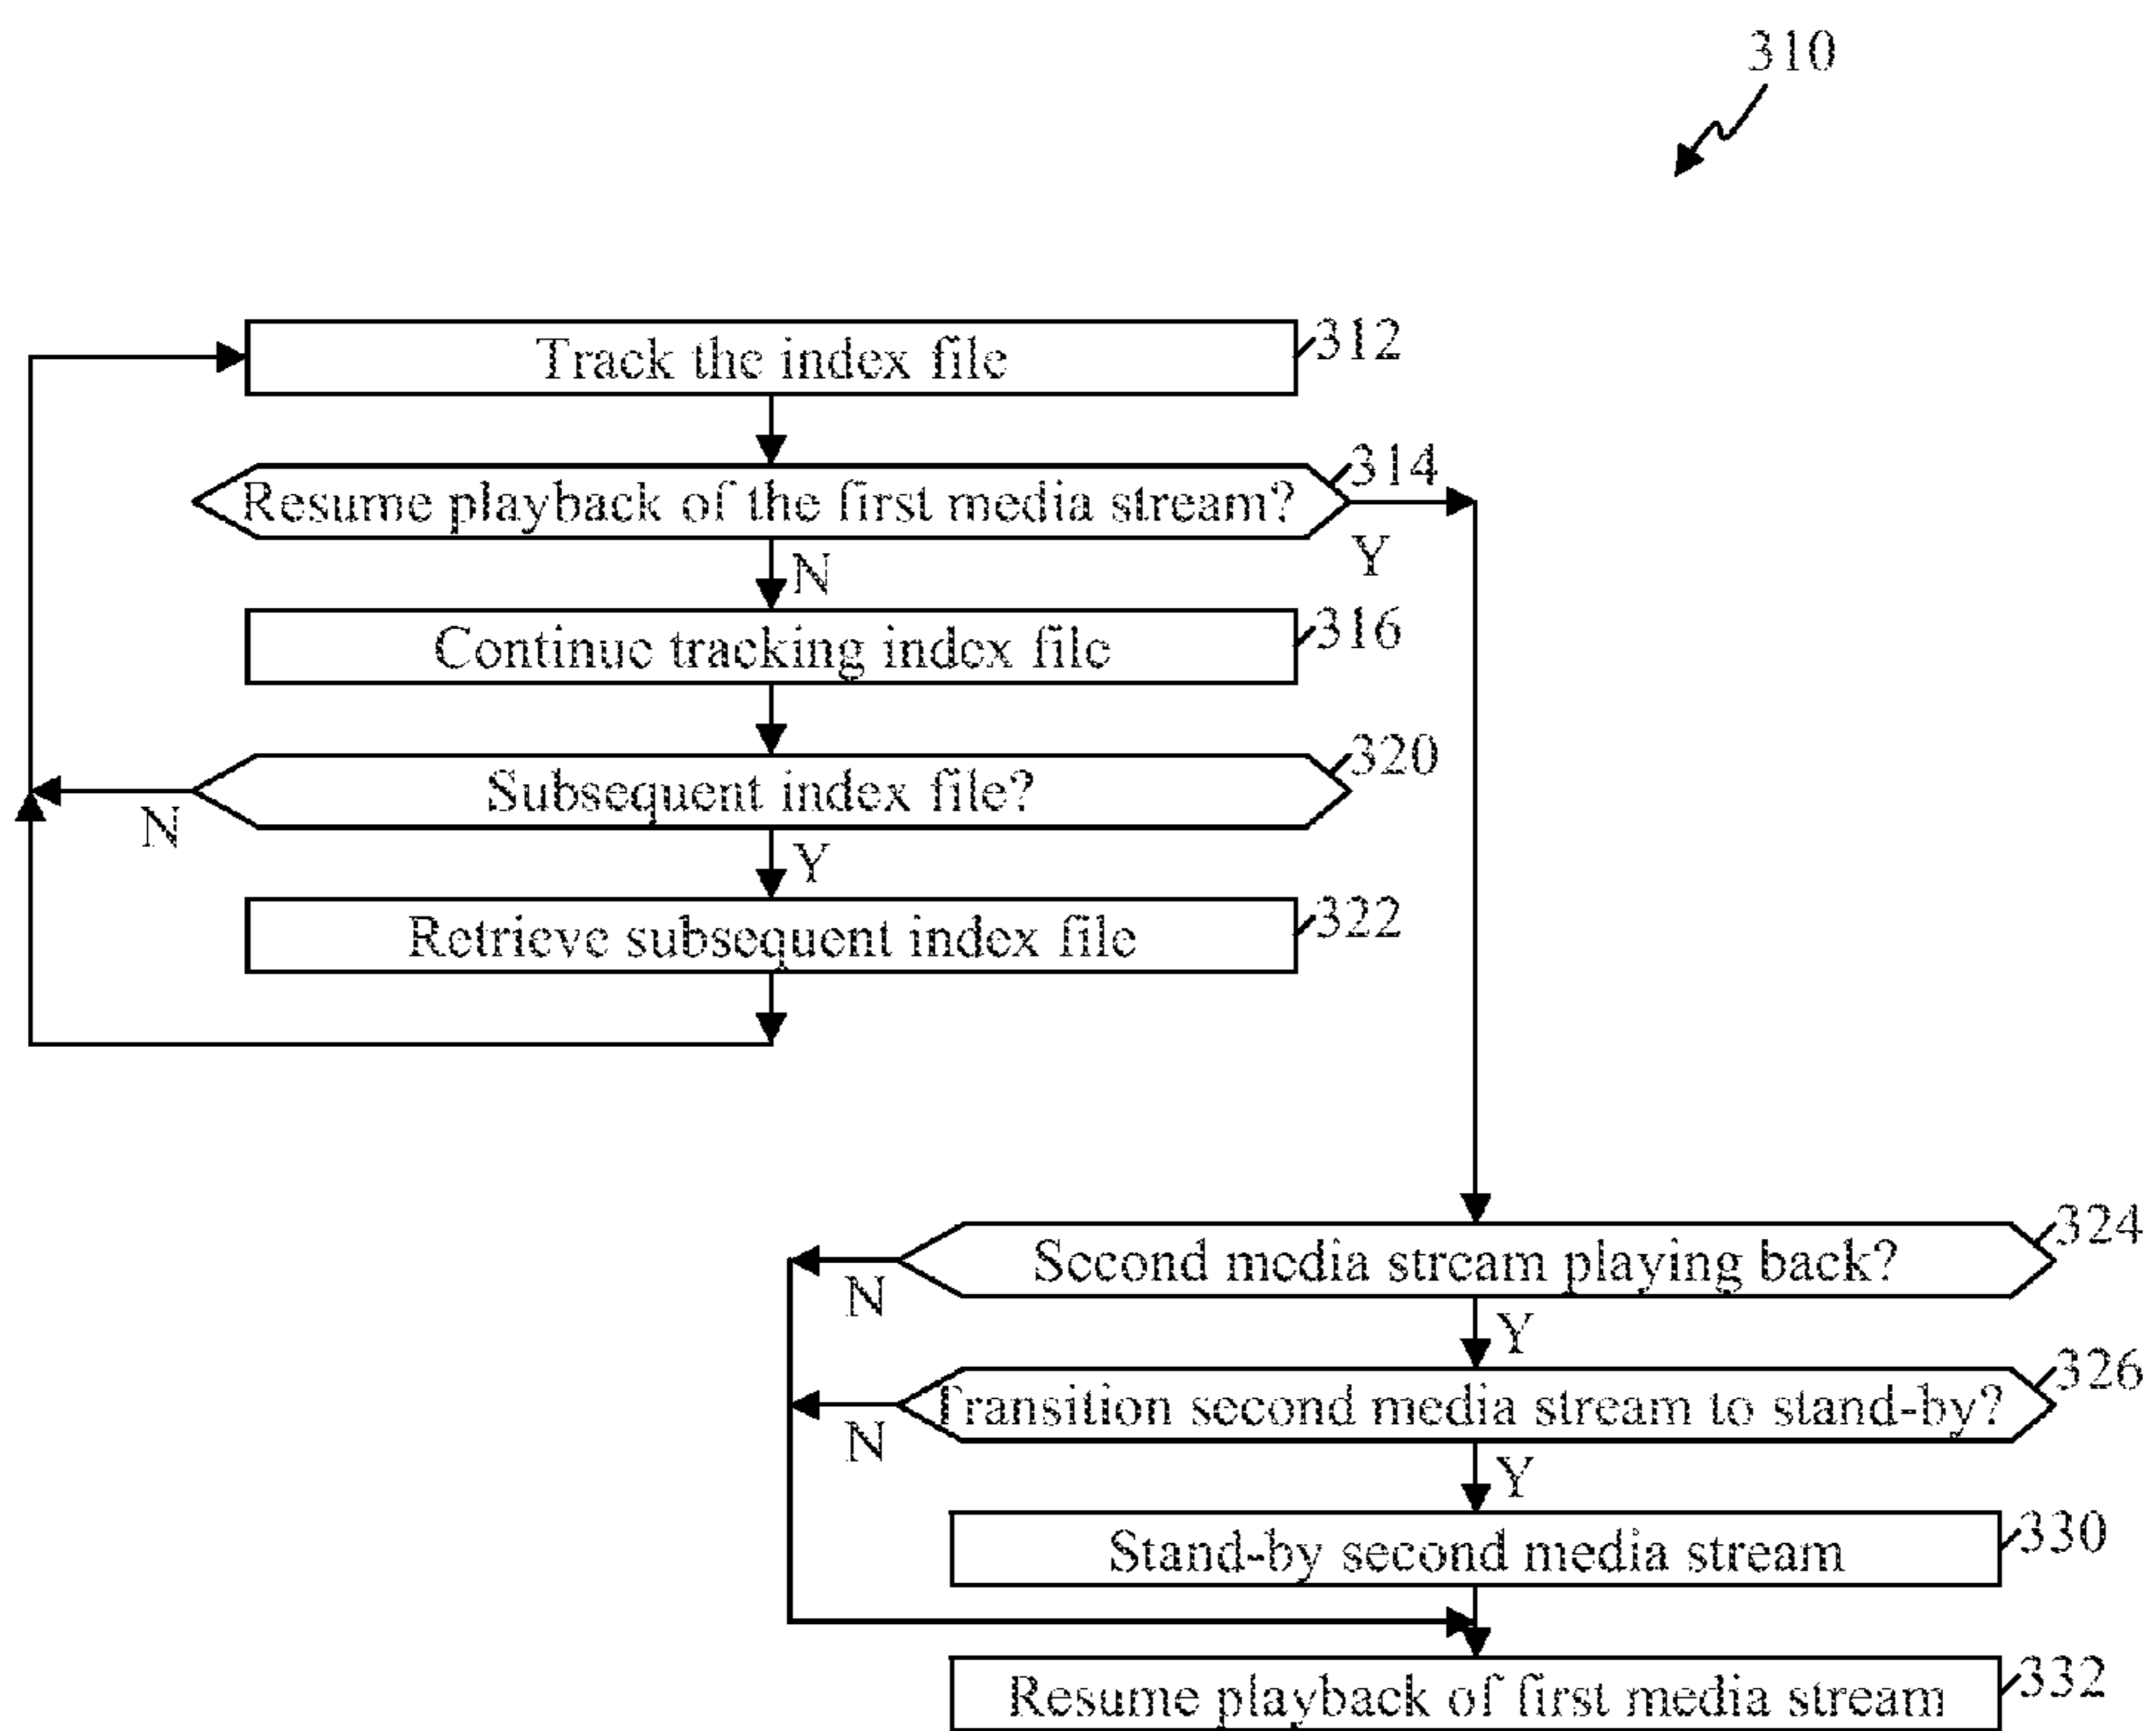 310
Track the index file
312
Resume playback of the first media stream?
314
Y
N
Continue tracking index file
316
Subsequent index file?
320
N
Y
Retrieve subsequent index file
322
Second media stream playing back?
324
N
Y
Transition second media stream to stand-by?
326
N
Y
Stand-by second media stream
330
Resume playback of first media stream
332